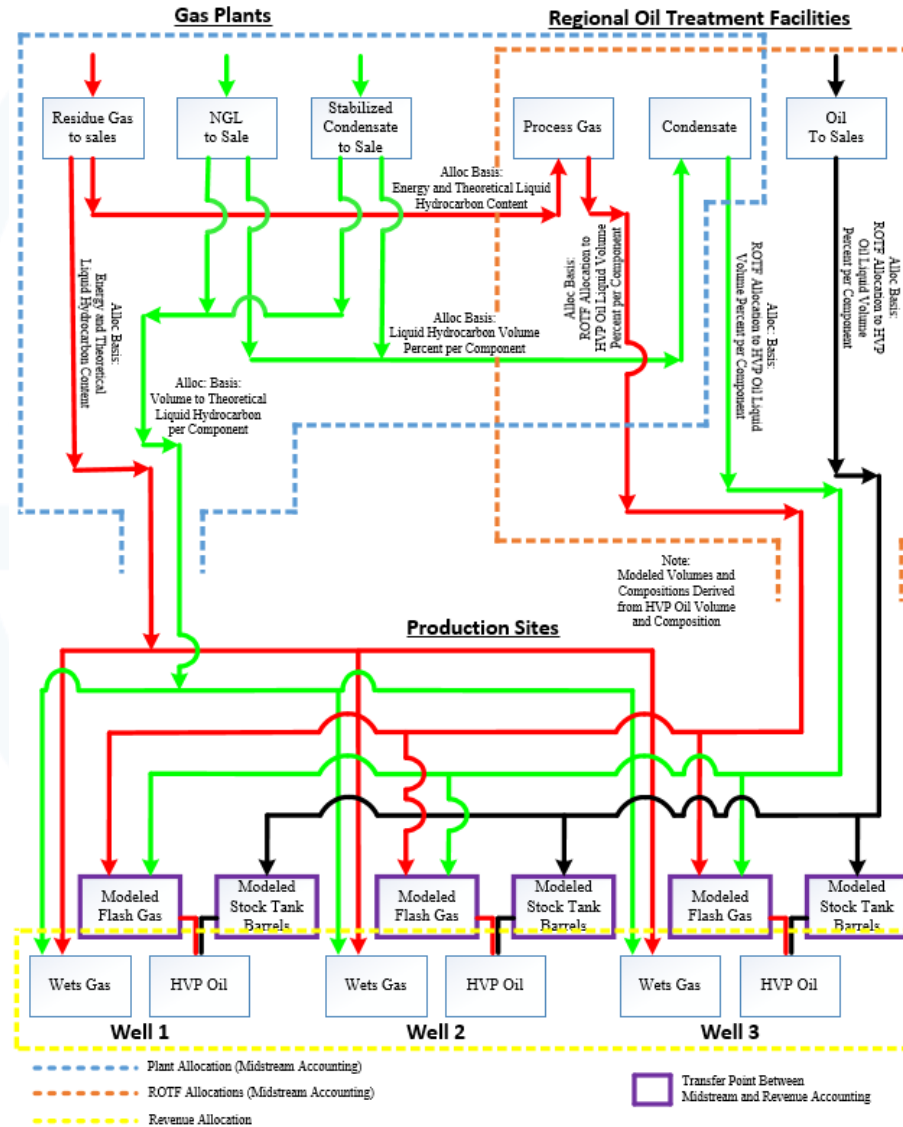 Gas Plants
Regional Oil Treatment Facilities
Residue Gas
to sales
NGL
to Sale
Stabilized
Condensate
to Sale
Process Gas
Condensate
Oil
To Sales
Alloc Basis:
Energy and Theoretical Liquid
Hydrocarbon Content
Alloc Basis:
Energy and Theoretical
Liquid Hydrocarbon Content
Alloc Basis:
Liquid Hydrocarbon Volume
Percent per Component
Alloc: Basis:
Volume to Theoretical
Liquid Hydrocarbon
per Component
Alloc Basis:
ROTF Allocation to
HVP Oil Liquid Volume
Percent per Component
Alloc: Basis:
ROTF Allocation to HVP Oil Liquid
Volume Percent per Component
Alloc Basis:
ROTF Allocation to HVP
Oil Liquid Volume
Percent per Component
Note:
Modeled Volumes and
Compositions Derived
from HVP Oil Volume
and Composition
Production Sites
Modeled
Flash Gas
Modeled
Stock Tank
Barrels
Modeled
Flash Gas
Modeled
Stock Tank
Barrels
Modeled
Flash Gas
Modeled
Stock Tank
Barrels
Wets Gas
HVP Oil
Wets Gas
HVP Oil
Wets Gas
HVP Oil
Well 1
Well 2
Well 3
Plant Allocation (Midstream Accounting)
ROTF Allocations (Midstream Accounting)
Revenue Allocation
Transfer Point Between
Midstream and Revenue Accounting